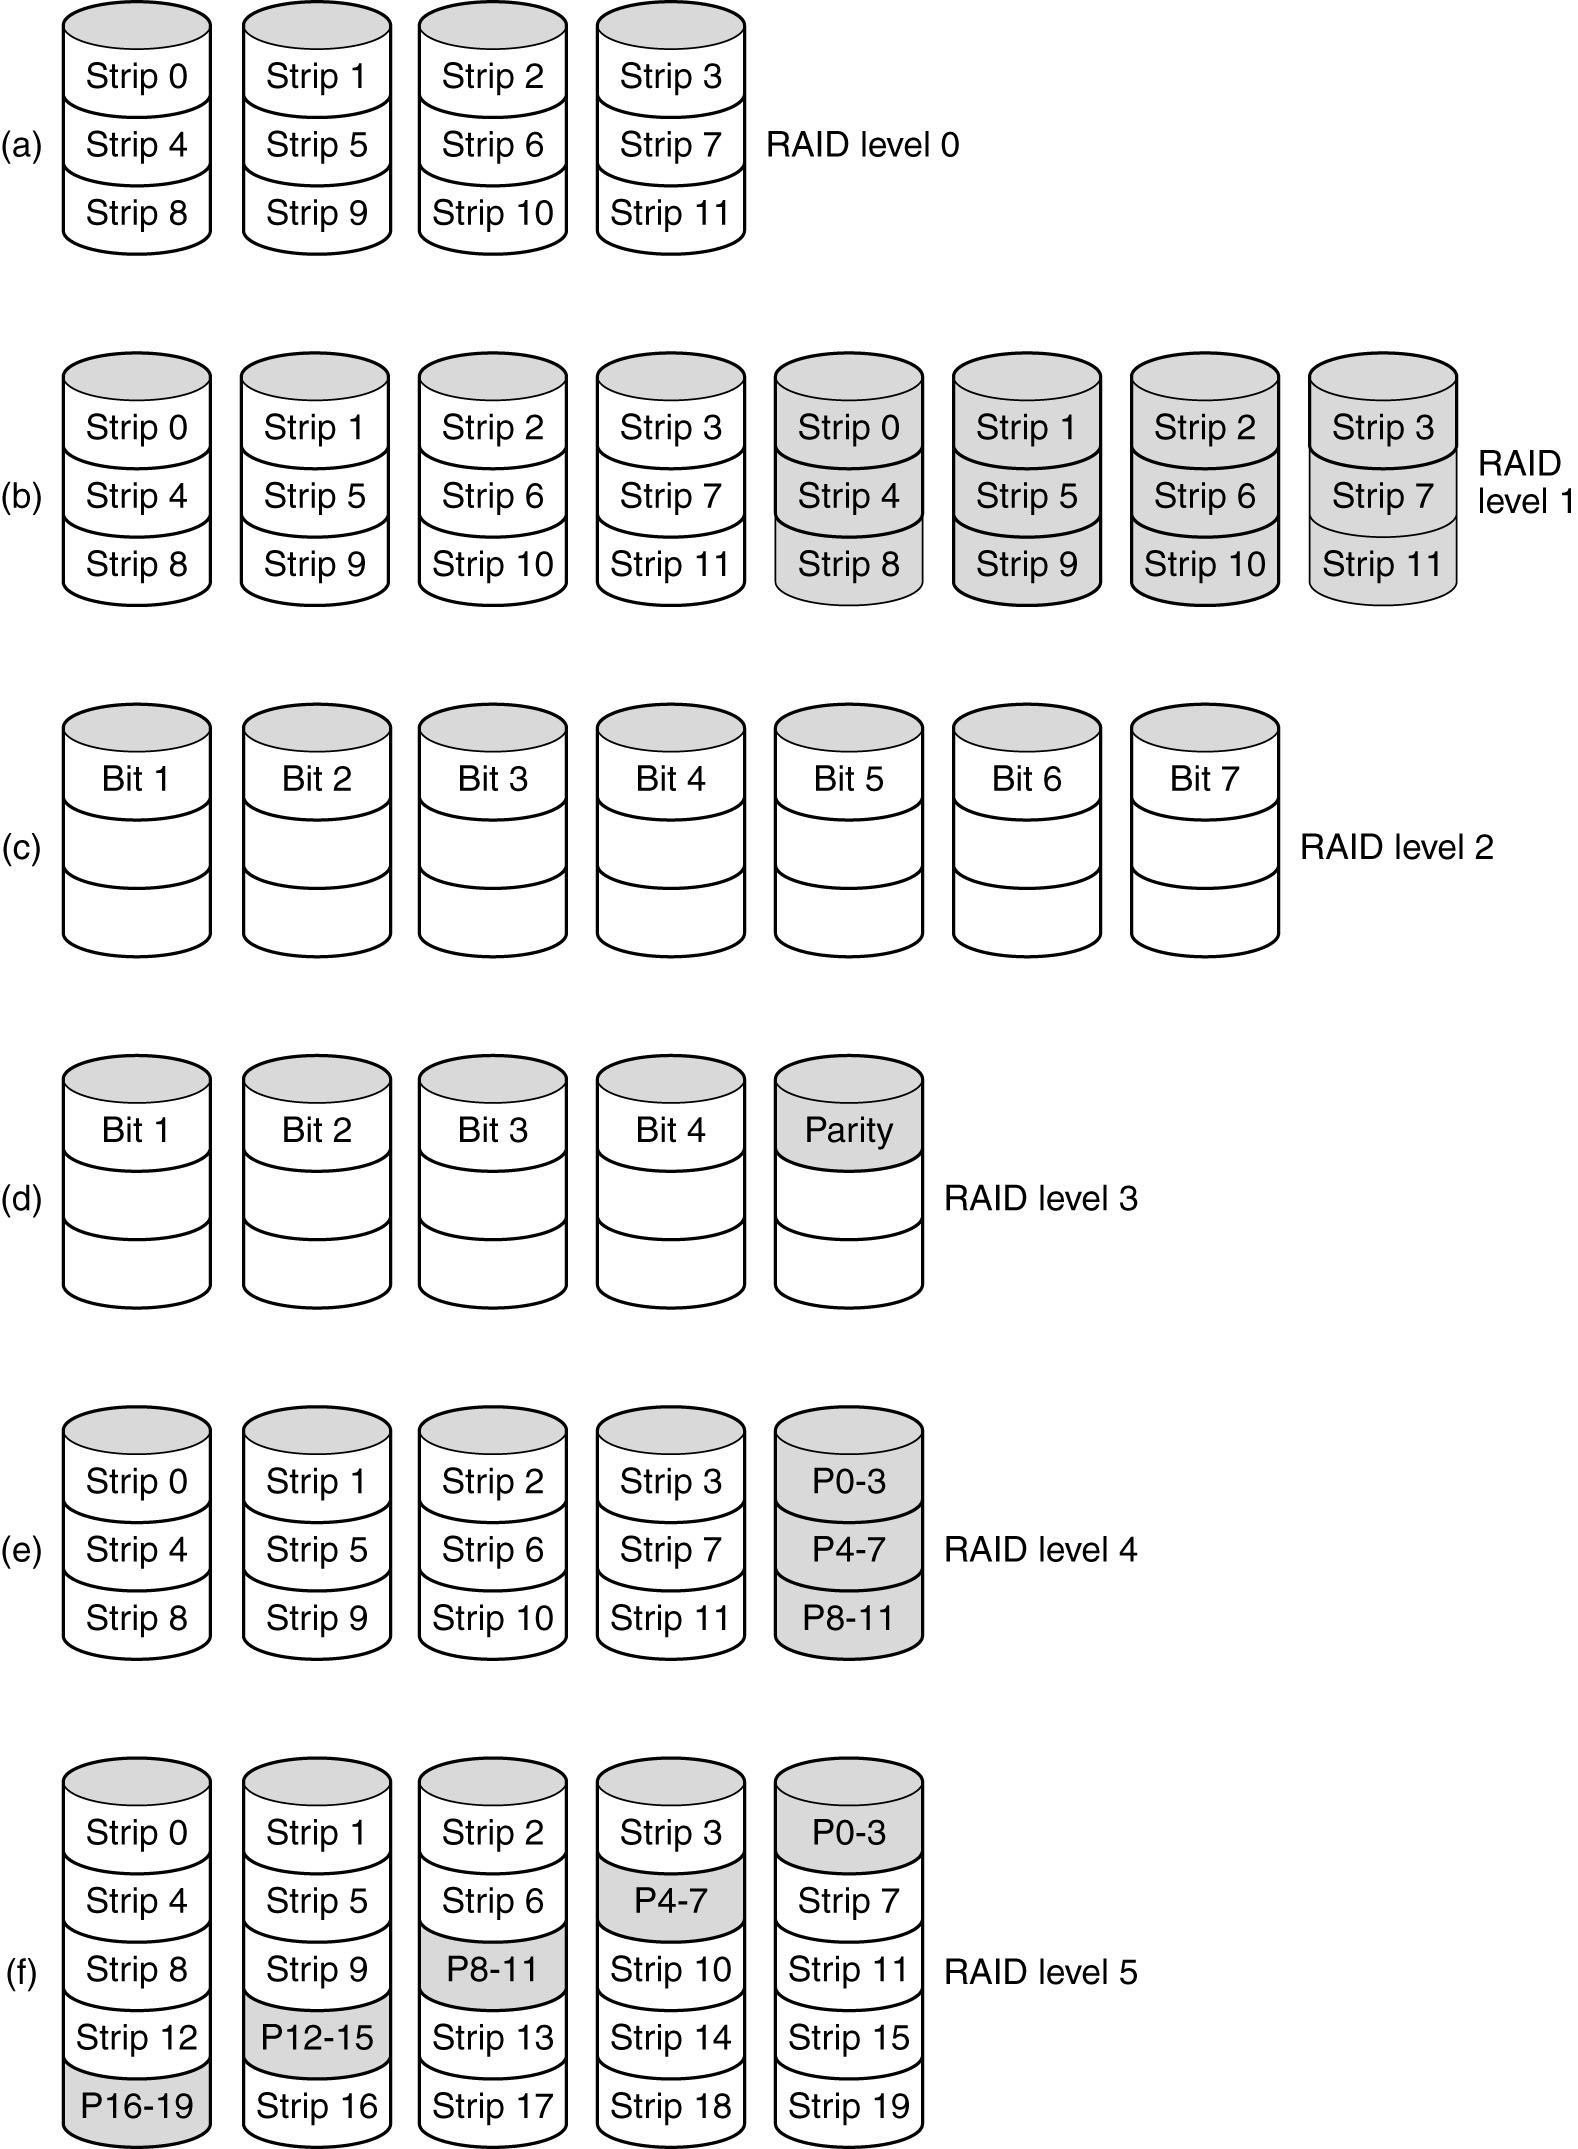 Strip 0 Strip 1 Strip 2 Strip 3
(a) Strip 4 Strip 5 Strip 6 Strip 7 RAID level 0
Strip 8 Strip 9 Strip 10 Strip 11
Strip 0 Strip 1 Strip 2 Strip 3 Strip 0 Strip 1 Strip 2 Strip 3
RAID
(b) Strip 4 Strip 5 Strip 6 Strip 7 Strip 4 Strip 5 Strip 6 Strip 7
level 1
Strip 8 Strip 9 Strip 10 Strip 11 Strip 8 Strip 9 Strip 10 Strip 11
Bit 1 Bit 2 Bit 3 Bit 4 Bit 5 Bit 6 Bit 7
(c) RAID level 2
Bit 1 Bit 2 Bit 3 Bit 4 Parity
(d) RAID level 3
Strip 0 Strip 1 Strip 2 Strip 3 P0-3
(e) Strip 4 Strip 5 Strip 6 Strip 7 P4-7 RAID level 4
Strip 8 Strip 9 Strip 10 Strip 11 P8-11
Strip 0 Strip 1 Strip 2 Strip 3 P0-3
Strip 4 Strip 5 Strip 6 P4-7 Strip 7
(f) Strip 8 Strip 9 P8-11 Strip 10 Strip 11 RAID level 5
Strip 12 P12-15 Strip 13 Strip 14 Strip 15
P16-19 Strip 16 Strip 17 Strip 18 Strip 19